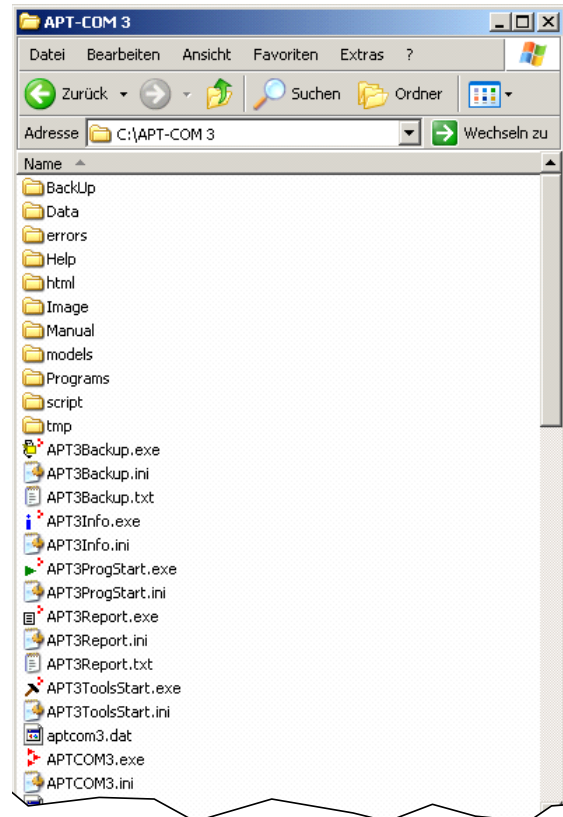 APT-COM 3
Datei Bearbeiten Ansicht Favoriten Extras ?
Zurück Suchen Ordner
Adresse C:\APT-COM 3 Wechseln zu
Name
BackUp
Data
errors
Help
html
Image
Manual
models
Programs
script
tmp
APT3Backup.exe
APT3Backup.ini
APT3Backup.txt
APT3Info.exe
APT3Info.ini
APT3ProgStart.exe
APT3ProgStart.ini
APT3Report.exe
APT3Report.ini
APT3Report.txt
APT3ToolsStart.exe
APT3ToolsStart.ini
aptcom3.dat
APTCOM3.exe
APTCOM3.ini